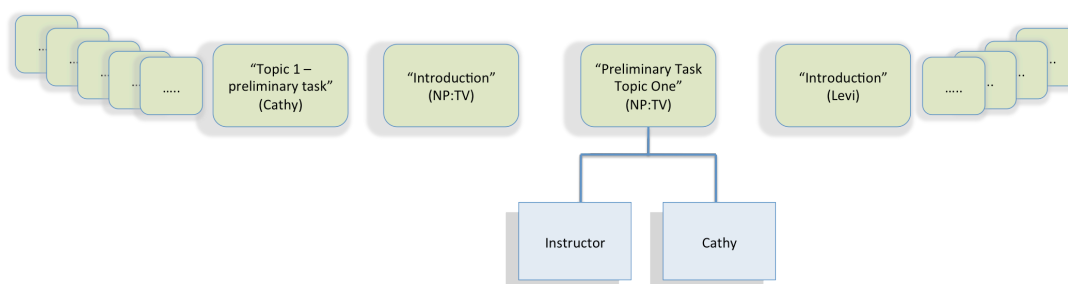 ...
...
...
...
.....
“Topic 1 –
preliminary task”
(Cathy)
“Introduction”
(NP:TV)
“Preliminary Task
Topic One”
(NP:TV)
“Introduction”
(Levi)
.....
..
..
..
Instructor
Cathy